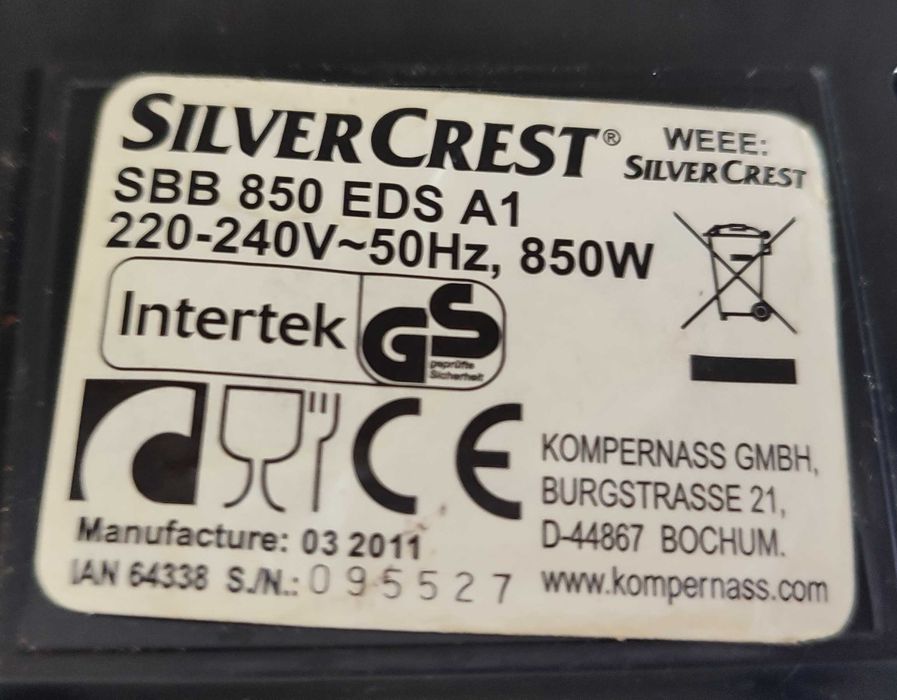 SILVERCREST®
WEEE:
SILVERCREST
SBB 850 EDS A1
220-240V~50Hz, 850W
Intertek
GS
geprüfte
Sicherheit
CE
KOMPERNASS GMBH,
BURGSTRASSE 21,
D-44867 BOCHUM.
www.kompernass.com
Manufacture: 03 2011
IAN 64338 S./N.: 095527